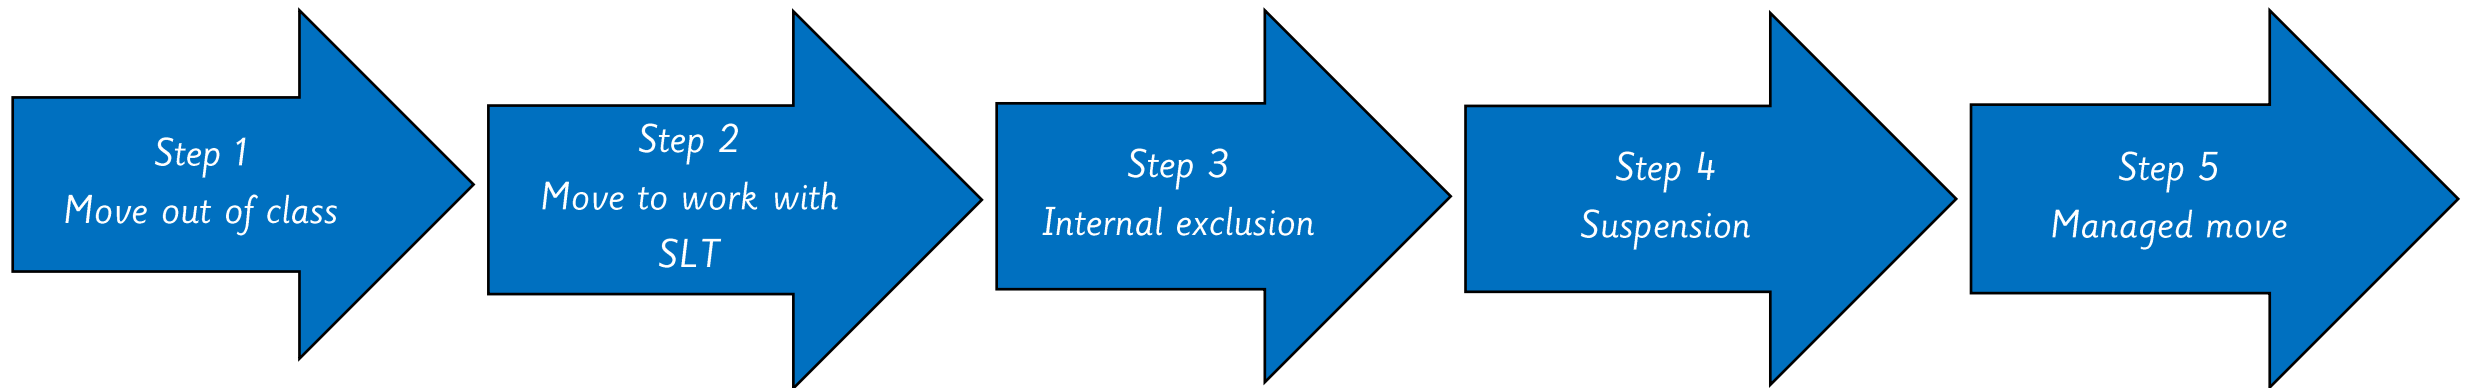 Step 1
Move out of class
Step 2
Move to work with
SLT
Step 3
Internal exclusion
Step 4
Suspension
Step 5
Managed move